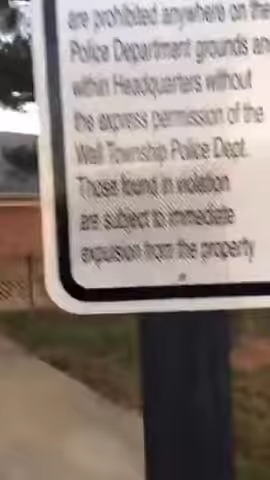 are prohibited anywhere on the
Police Department grounds an
within Headquarters without
the express permission of the
Wall Township Police Dept.
Those found in violation
are subject to immediate
expulsion from the property